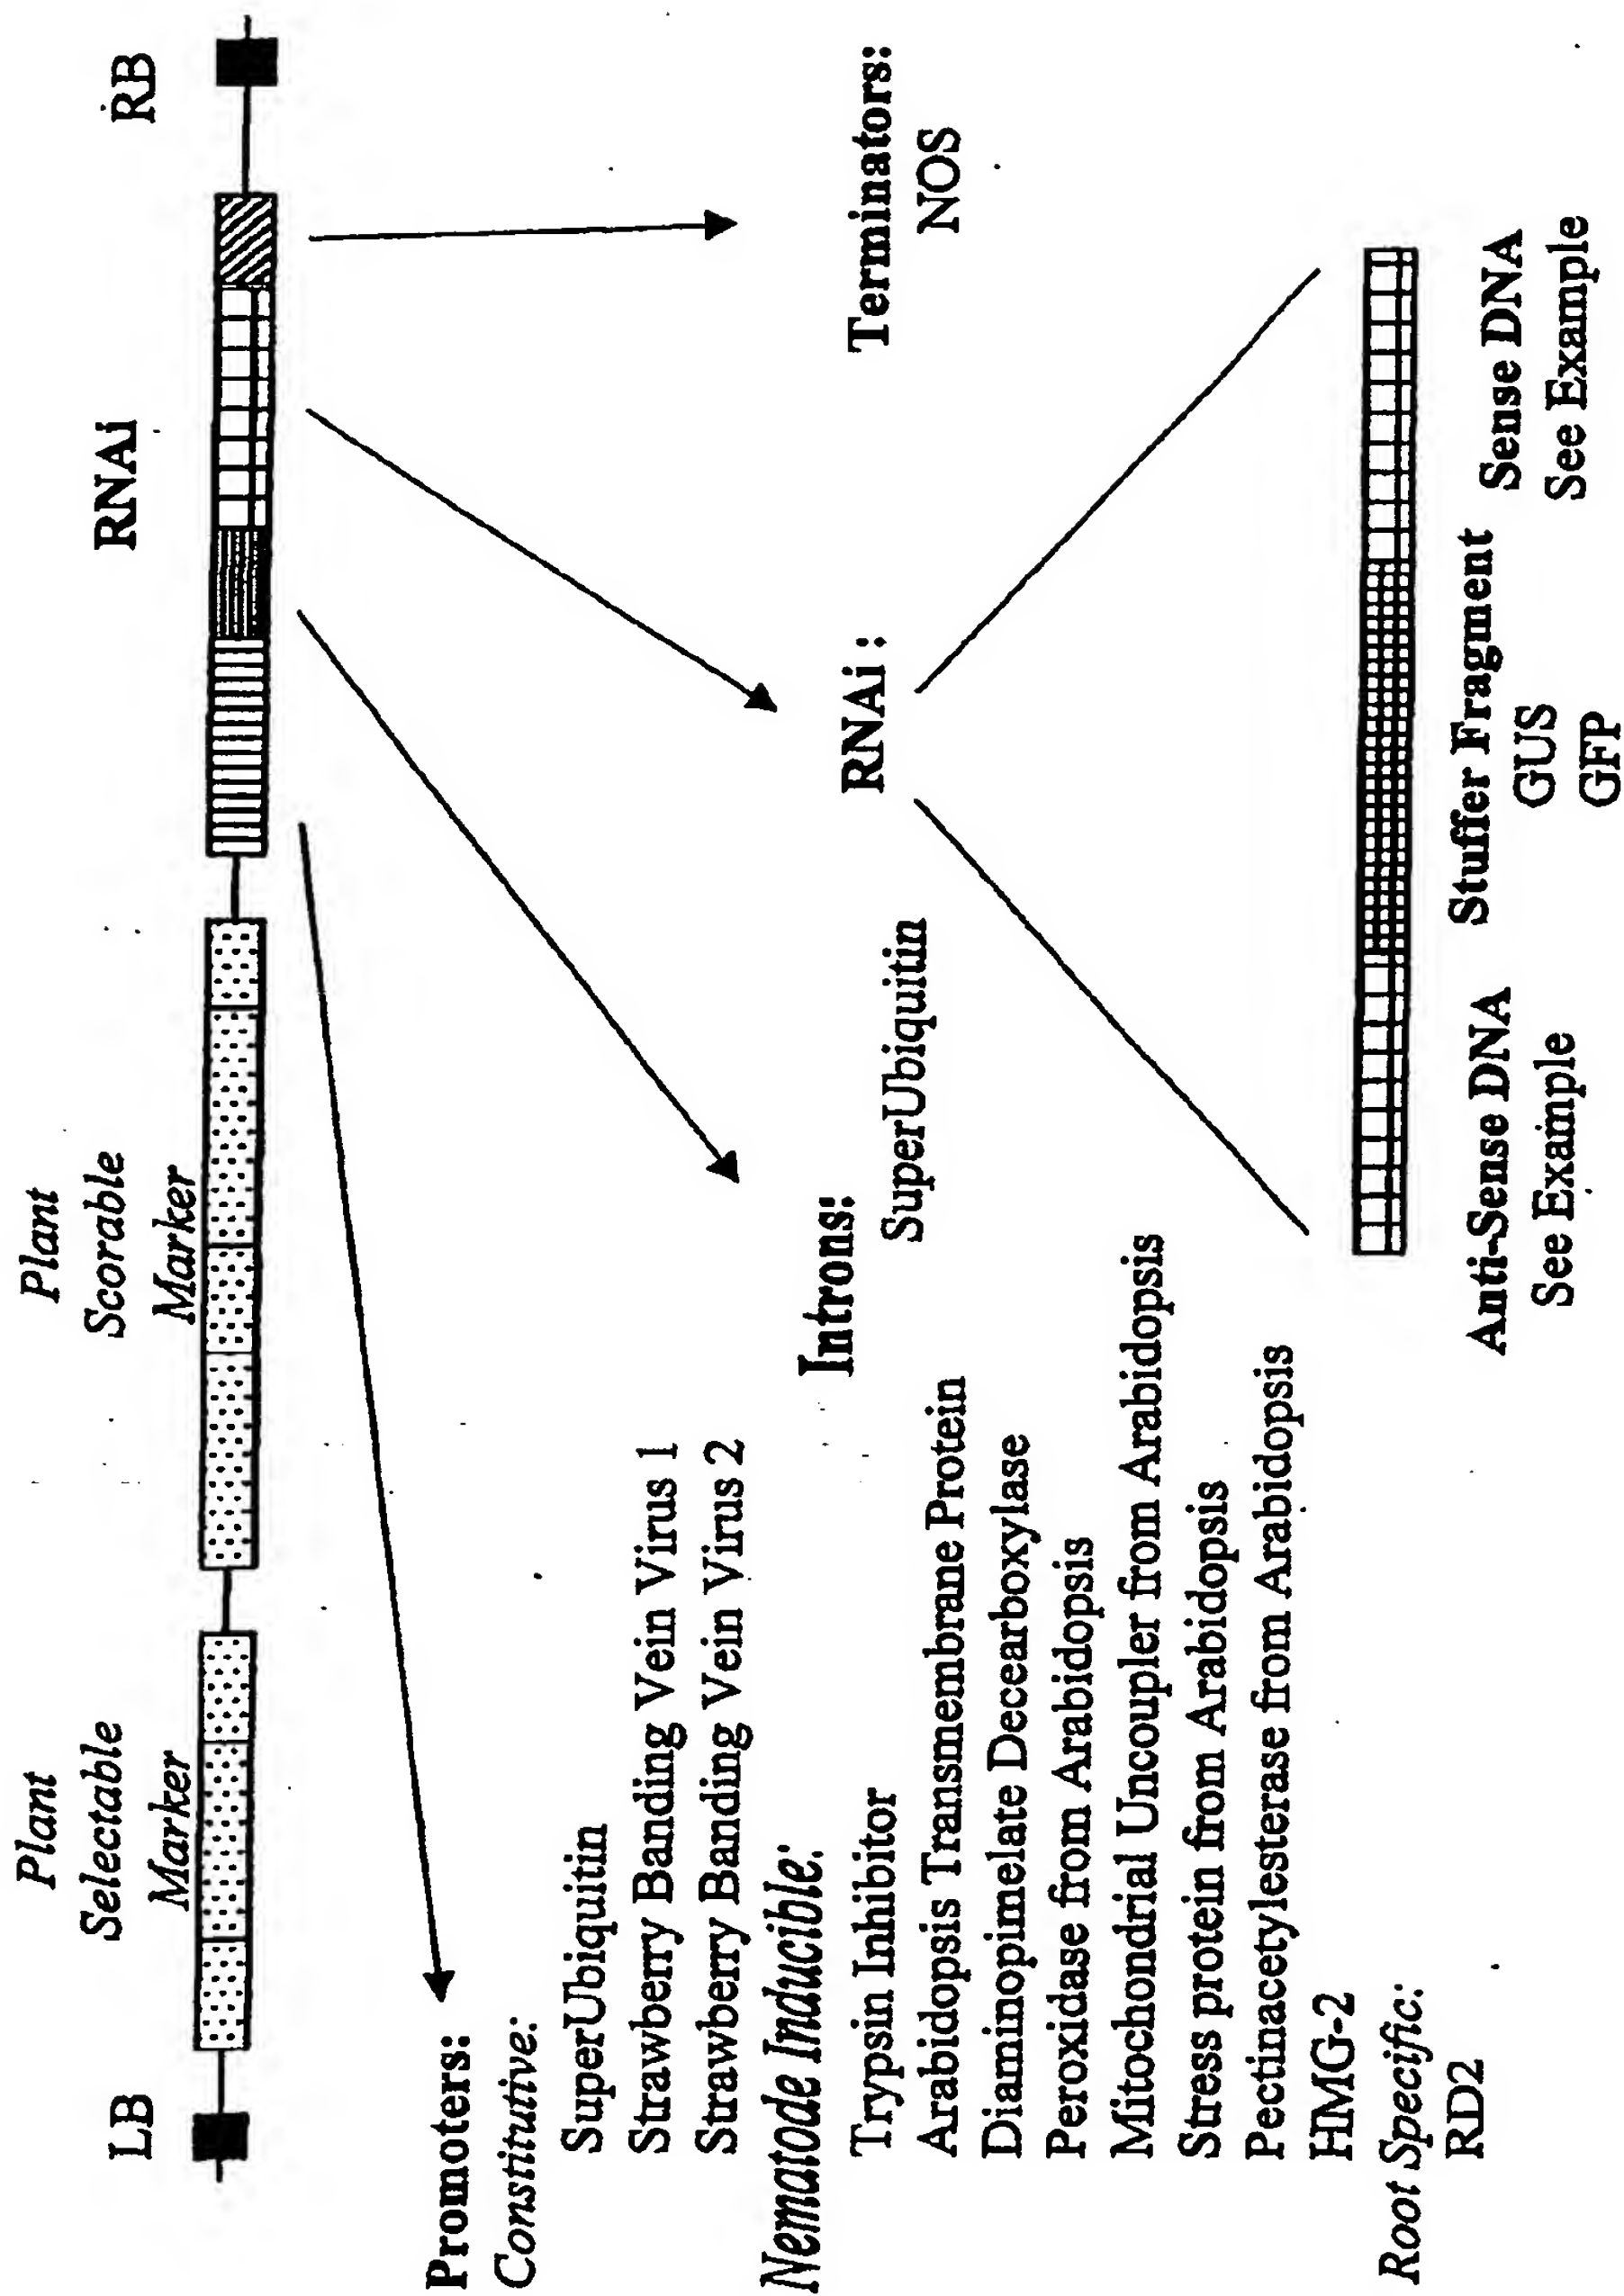 LB
Plant
Selectable
Marker
Plant
Scorable
Marker
RNAi
RB
Promoters:
Constitutive:
SuperUbiquitin
Strawberry Banding Vein Virus 1
Strawberry Banding Vein Virus 2
Nematode Inducible:
Trypsin Inhibitor
Arabidopsis Transmembrane Protein
Diaminopimelate Decearboxylase
Peroxidase from Arabidopsis
Mitochondrial Uncoupler from Arabidopsis
Stress protein from Arabidopsis
Pectinacetylesterase from Arabidopsis
HMG-2
Root Specific:
RD2
Introns:
SuperUbiquitin
RNAi :
Terminators:
NOS
Anti-Sense DNA
See Example
Stuffer Fragment
GUS
GFP
Sense DNA
See Example